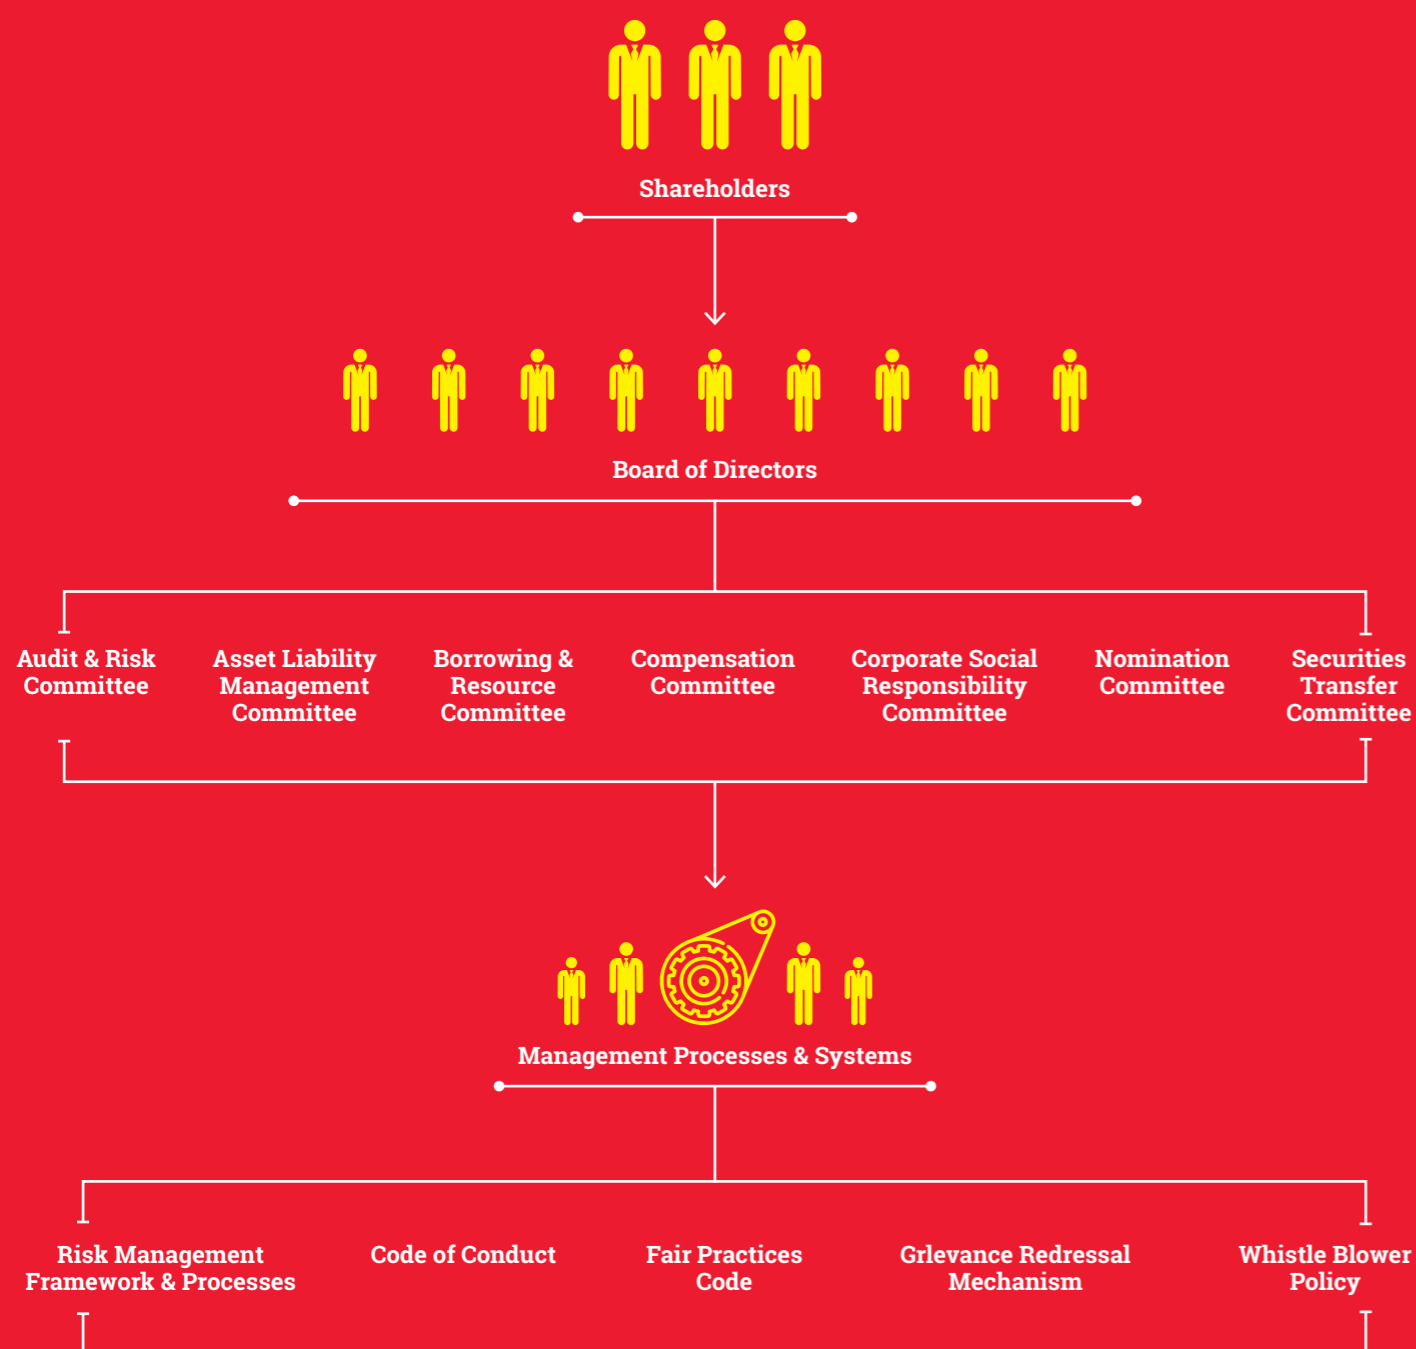 Shareholders
Board of Directors
Audit & Risk
Committee
Asset Liability
Management
Committee
Borrowing &
Resource
Committee
Compensation
Committee
Corporate Social
Responsibility
Committee
Nomination
Committee
Securities
Transfer
Committee
Management Processes & Systems
Risk Management
Framework & Processes
Code of Conduct
Fair Practices
Code
Grlevance Redressal
Mechanism
Whistle Blower
Policy